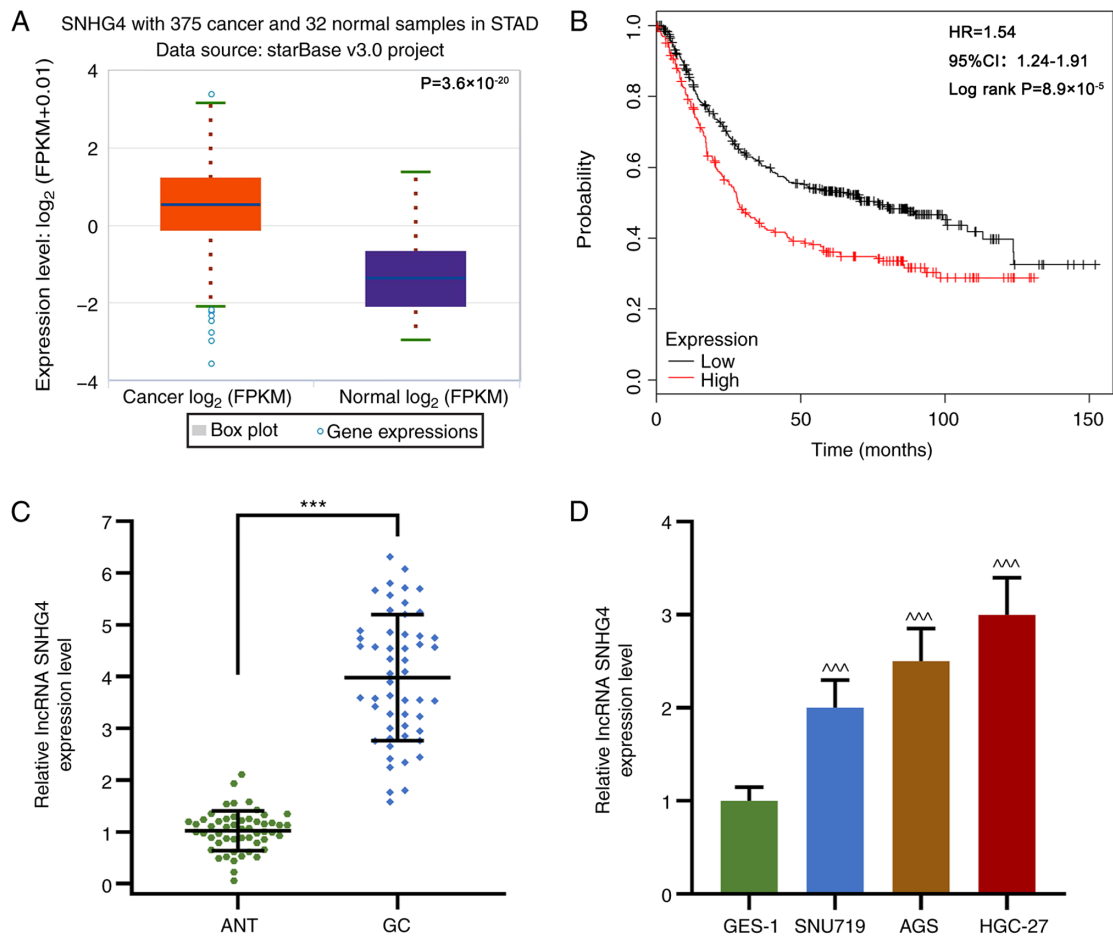 A
SNHG4 with 375 cancer and 32 normal samples in STAD
Data source: starBase v3.0 project
P=3.6×10⁻²⁰
Expression level: log₂ (FPKM+0.01)
4
2
0
−2
−4
Cancer log₂ (FPKM)
Normal log₂ (FPKM)
Box plot
Gene expressions
B
HR=1.54
95%CI: 1.24-1.91
Log rank P=8.9×10⁻⁵
Probability
1.0
0.8
0.6
0.4
0.2
0.0
Expression
Low
High
0
50
100
150
Time (months)
C
***
Relative lncRNA SNHG4
expression level
7
6
5
4
3
2
1
0
ANT
GC
D
Relative lncRNA SNHG4
expression level
4
3
2
1
0
^^^
^^^
^^^
GES-1
SNU719
AGS
HGC-27